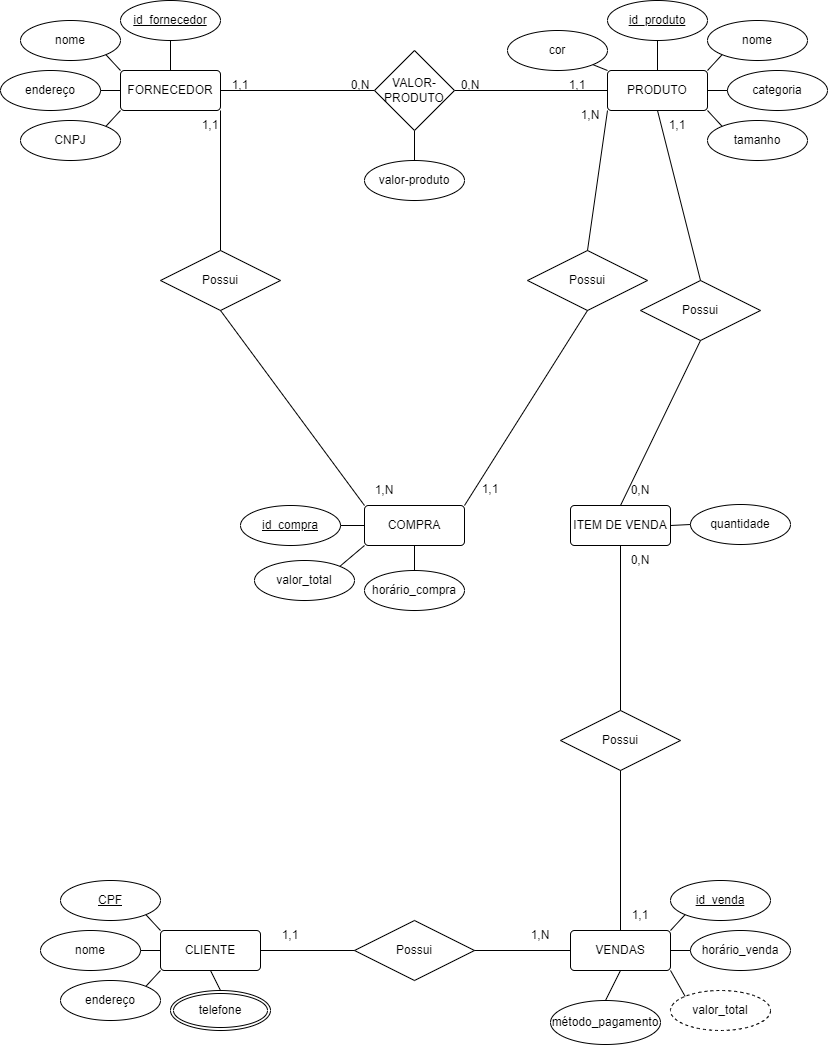 id_fornecedor
id_produto
nome
cor
nome
endereço
FORNECEDOR
1,1
0,N
VALOR-
PRODUTO
0,N
1,1
PRODUTO
categoria
1,1
1,N
1,1
CNPJ
tamanho
valor-produto
Possui
Possui
Possui
1,N
1,1
0,N
id_compra
COMPRA
ITEM DE VENDA
quantidade
0,N
valor_total
horário_compra
Possui
CPF
id_venda
1,1
1,N
1,1
nome
CLIENTE
Possui
VENDAS
horário_venda
endereço
telefone
método_pagamento
valor_total